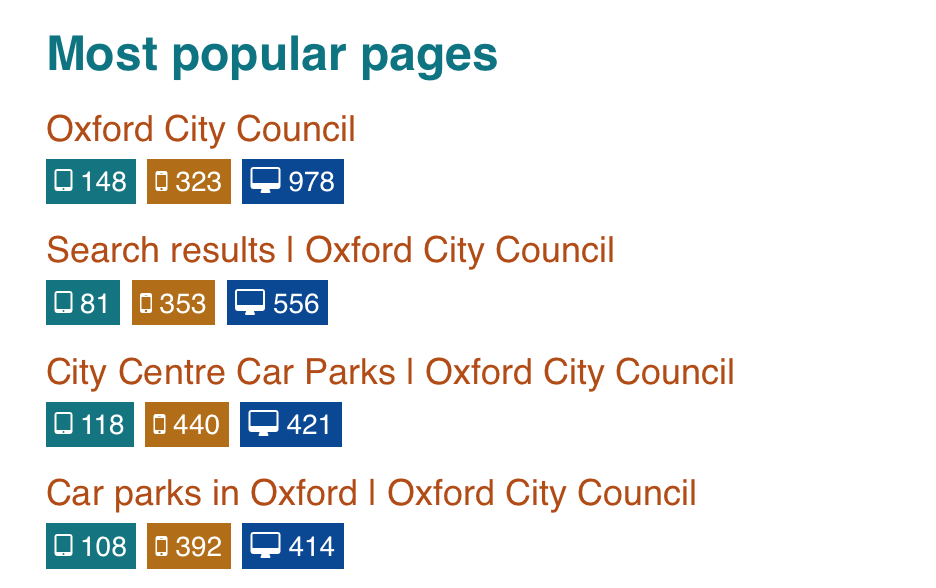 Most popular pages
Oxford City Council
148 323 978
Search results | Oxford City Council
81 353 556
City Centre Car Parks | Oxford City Council
118 440 421
Car parks in Oxford | Oxford City Council
108 392 414